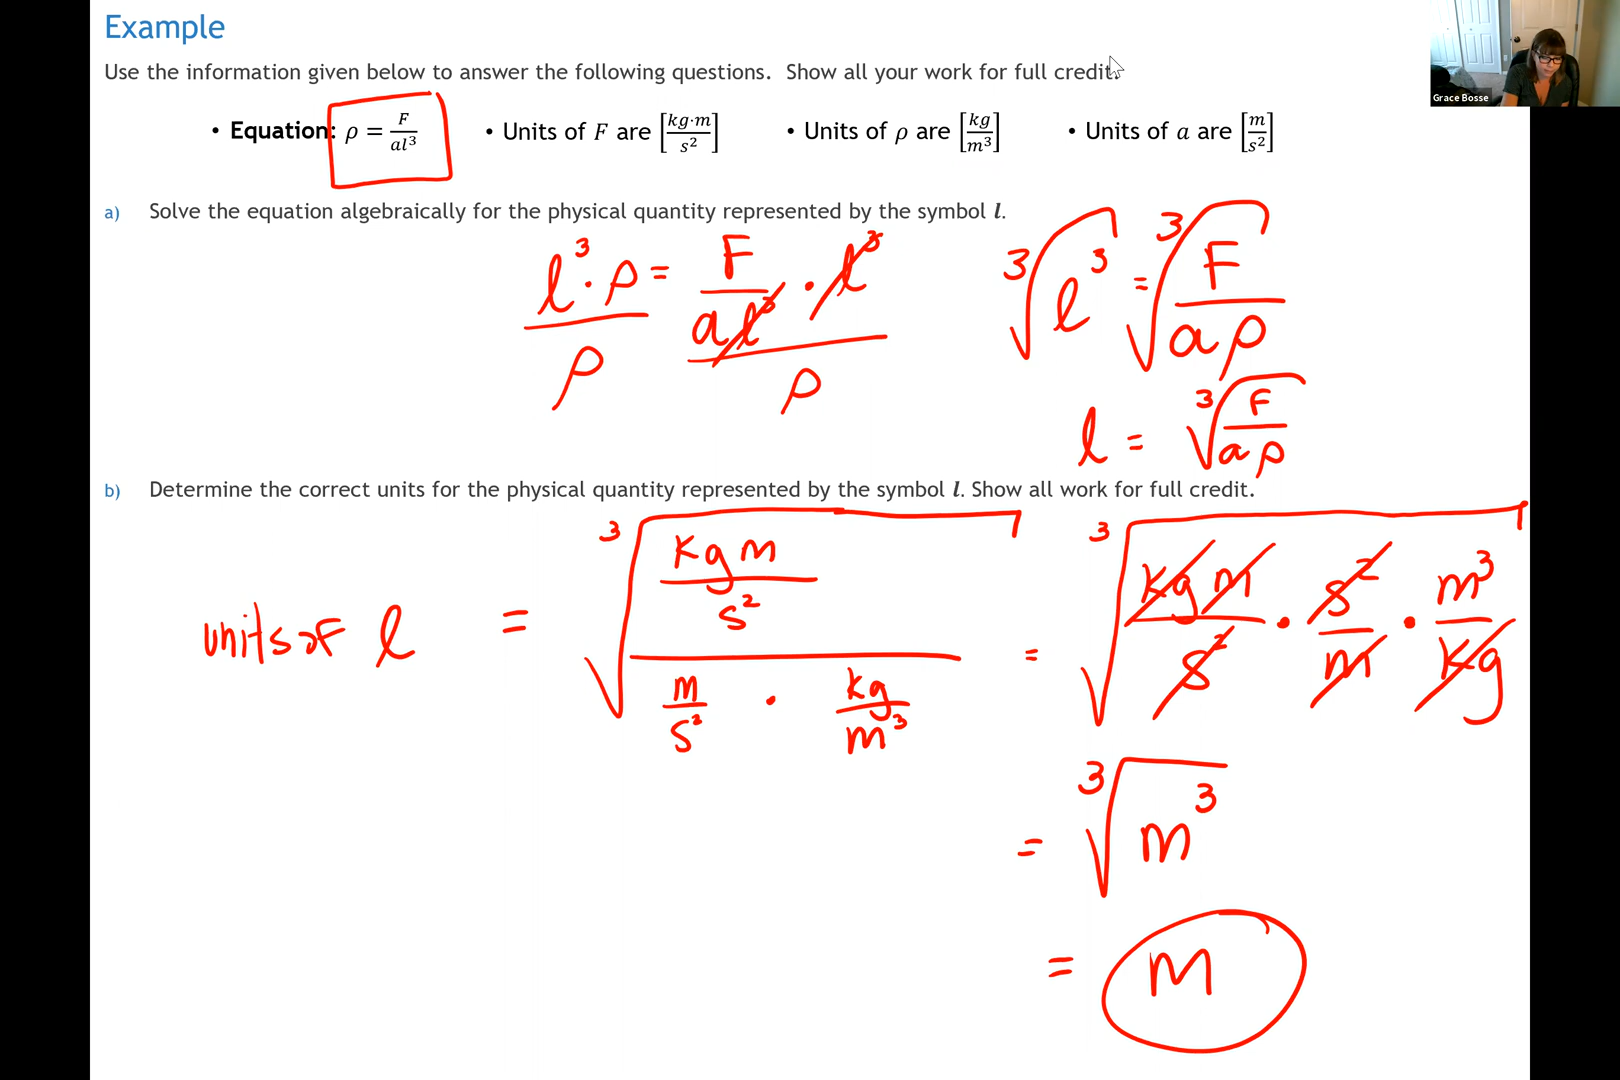 Example
Use the information given below to answer the following questions.  Show all your work for full credit.
• Equation: ρ = F/(al³) • Units of F are [kg·m/s²] • Units of ρ are [kg/m³] • Units of a are [m/s²]
a) Solve the equation algebraically for the physical quantity represented by the symbol l.
(l³·ρ)/ρ = (F/(al³) · l³)/ρ
∛(l³) = ∛(F/(aρ))
l = ∛(F/(aρ))
b) Determine the correct units for the physical quantity represented by the symbol l. Show all work for full credit.
units of l = ∛((kg m/s²)/(m/s² · kg/m³)) = ∛(kg m/s² · s²/m · m³/kg)
= ∛(m³)
= m
Grace Bosse